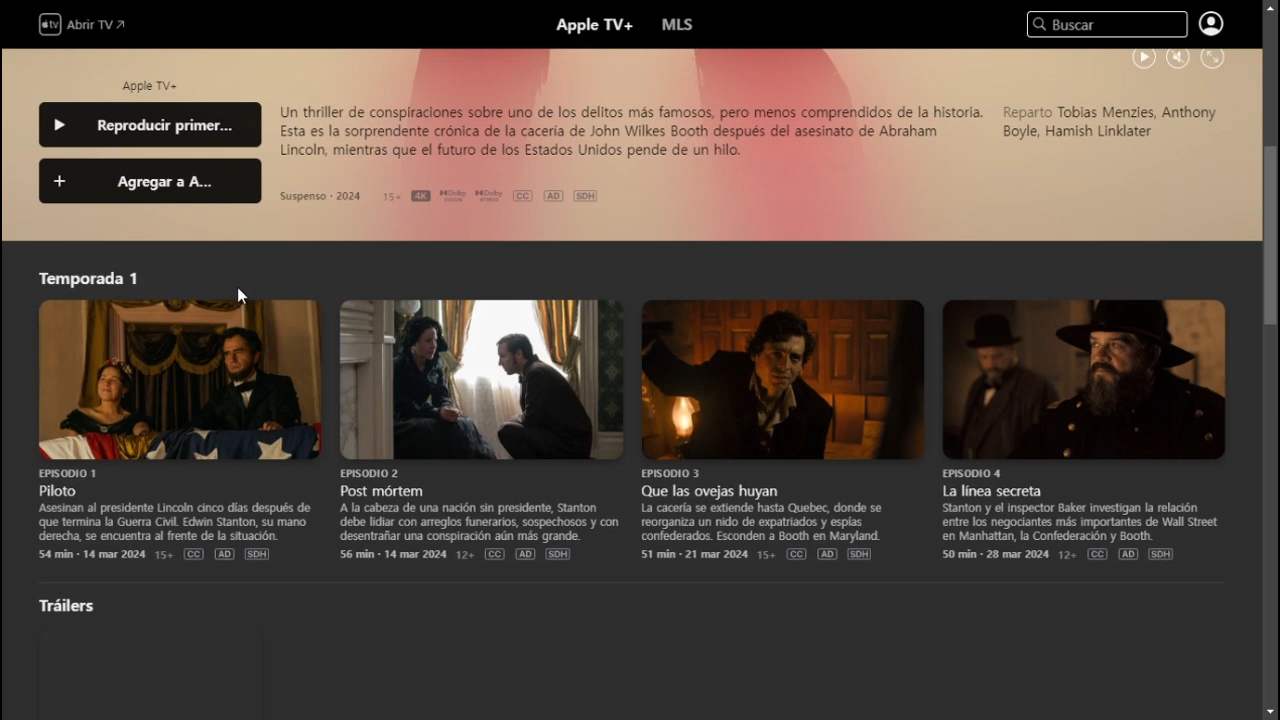 tv Abrir TV ↗
Apple TV+
MLS
Buscar
Apple TV+
Reproducir primer...
Agregar a A...
Un thriller de conspiraciones sobre uno de los delitos más famosos, pero menos comprendidos de la historia.
Esta es la sorprendente crónica de la cacería de John Wilkes Booth después del asesinato de Abraham
Lincoln, mientras que el futuro de los Estados Unidos pende de un hilo.
Reparto Tobias Menzies, Anthony
Boyle, Hamish Linklater
Suspenso · 2024 15+ 4K Dolby VISION Dolby ATMOS CC AD SDH
Temporada 1
EPISODIO 1
Piloto
Asesinan al presidente Lincoln cinco días después de
que termina la Guerra Civil. Edwin Stanton, su mano
derecha, se encuentra al frente de la situación.
54 min · 14 mar 2024 15+ CC AD SDH
EPISODIO 2
Post mórtem
A la cabeza de una nación sin presidente, Stanton
debe lidiar con arreglos funerarios, sospechosos y con
desentrañar una conspiración aún más grande.
56 min · 14 mar 2024 12+ CC AD SDH
EPISODIO 3
Que las ovejas huyan
La cacería se extiende hasta Quebec, donde se
reorganiza un nido de expatriados y espías
confederados. Esconden a Booth en Maryland.
51 min · 21 mar 2024 15+ CC AD SDH
EPISODIO 4
La línea secreta
Stanton y el inspector Baker investigan la relación
entre los negociantes más importantes de Wall Street
en Manhattan, la Confederación y Booth.
50 min · 28 mar 2024 12+ CC AD SDH
Tráilers